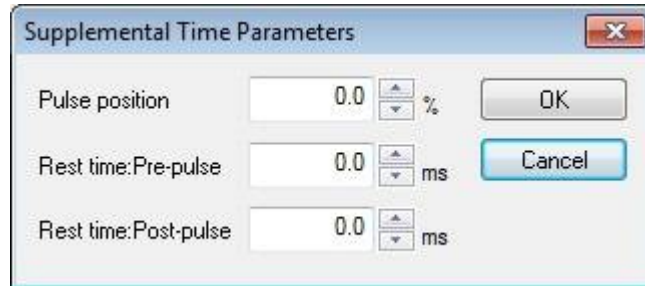 Supplemental Time Parameters
Pulse position 0.0 % OK
Rest time:Pre-pulse 0.0 ms Cancel
Rest time:Post-pulse 0.0 ms